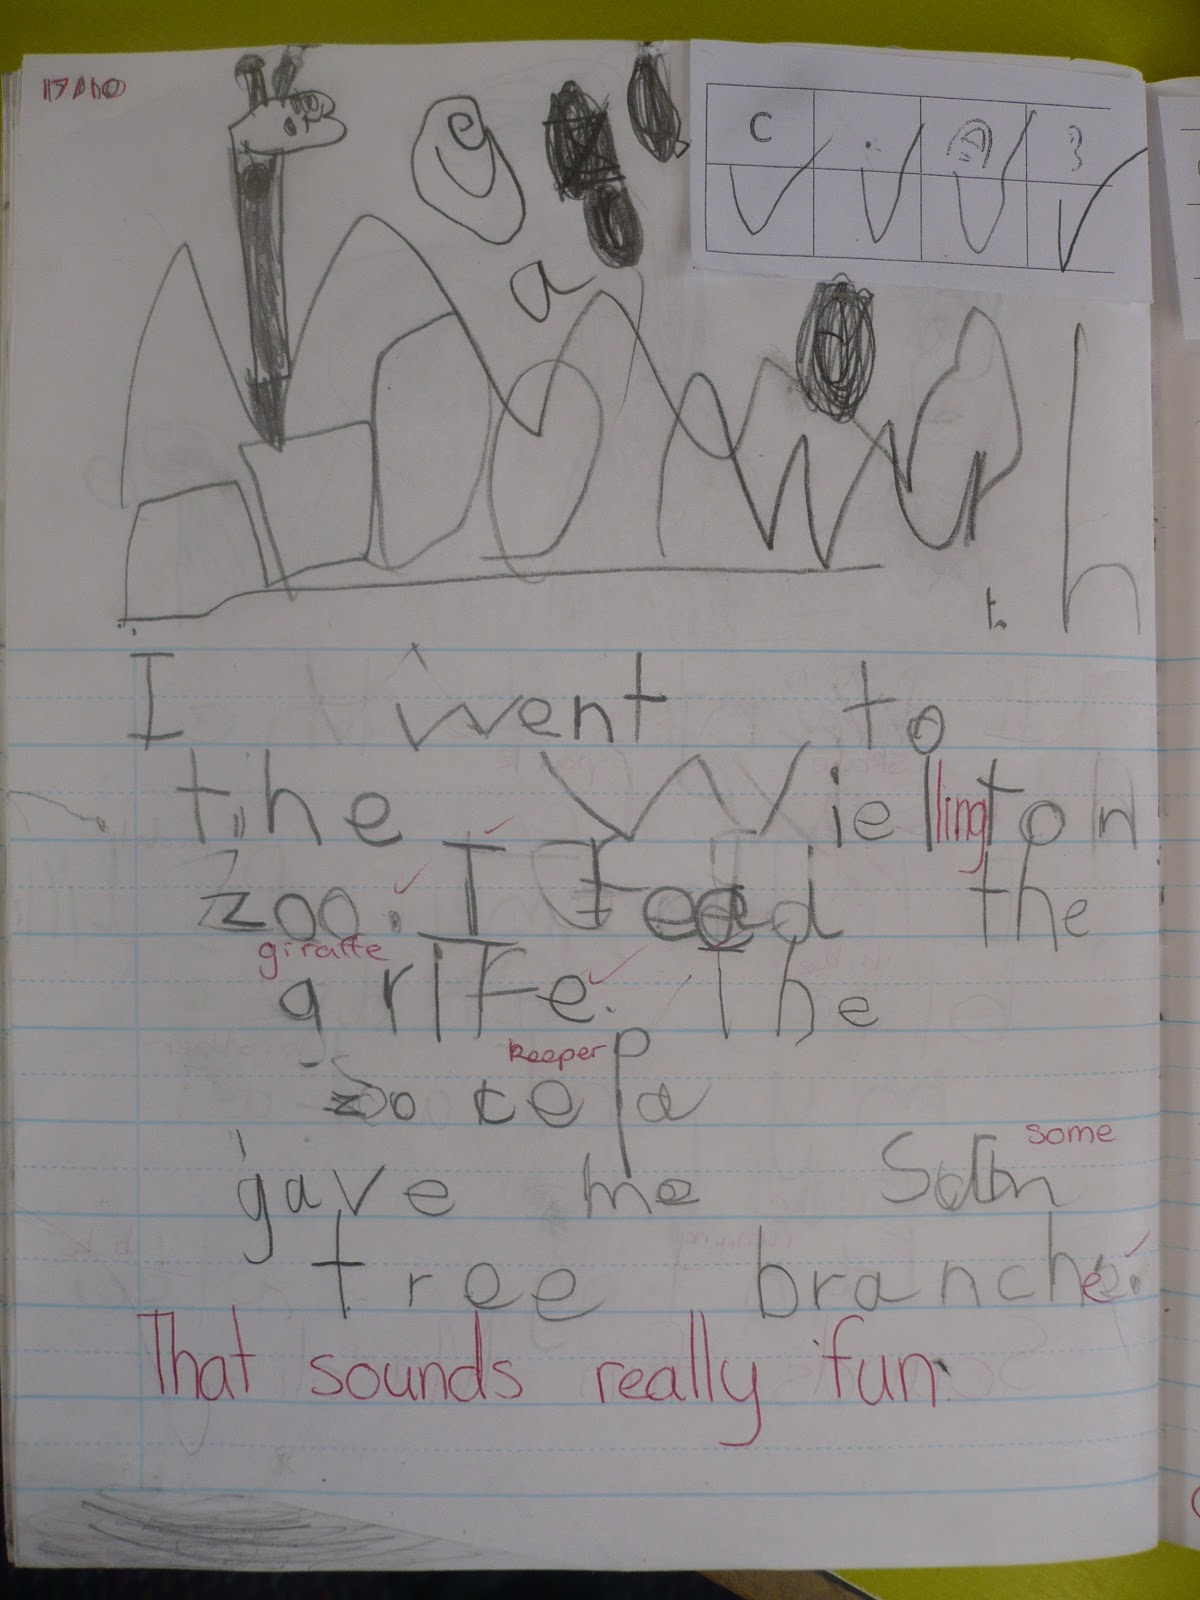 17/10
C . 3
e
a
h
I went to
the Wiellington
zoo. I feed the
giraffe
grife. The
keeper
zoo cepa
some
gave me Som
tree branche.
That sounds really fun.